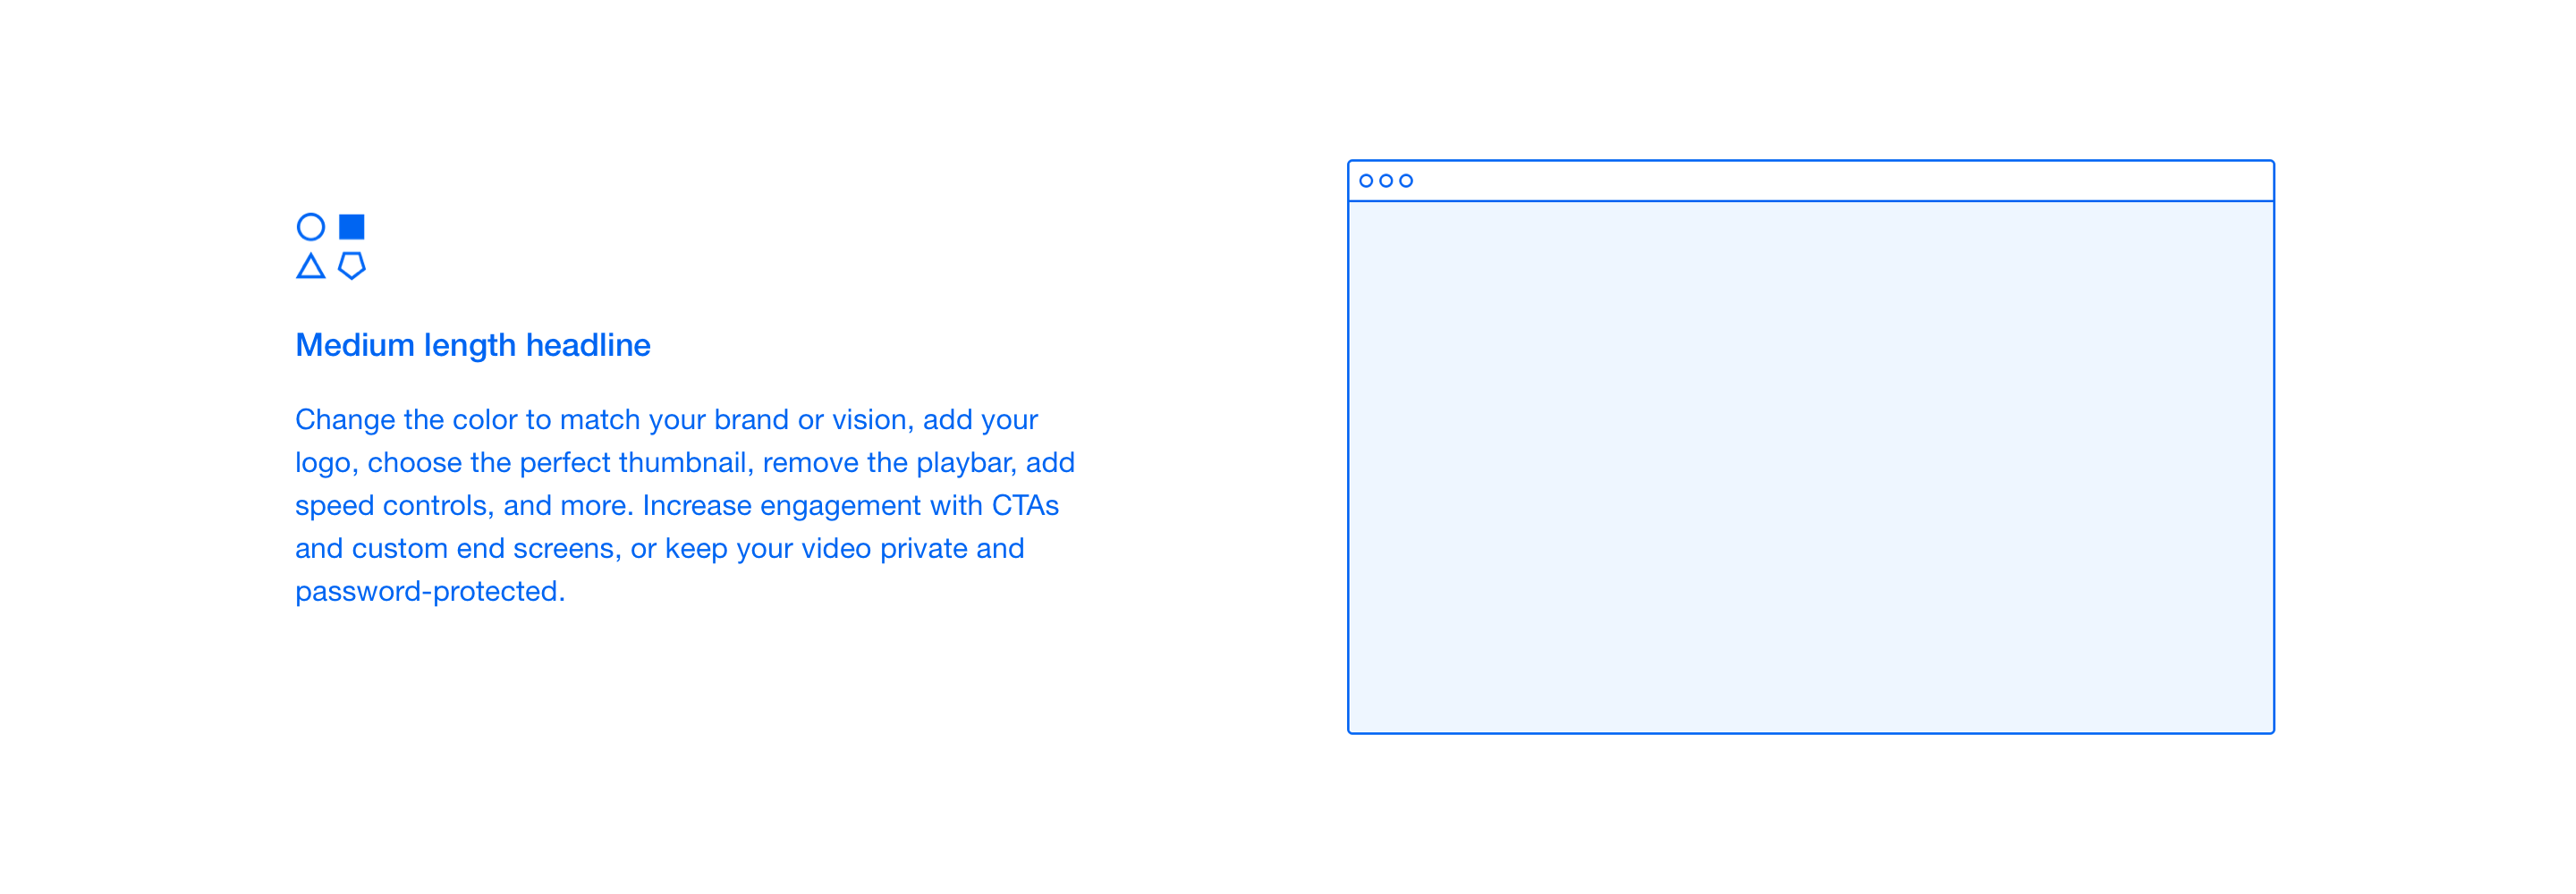 Medium length headline
Change the color to match your brand or vision, add your
logo, choose the perfect thumbnail, remove the playbar, add
speed controls, and more. Increase engagement with CTAs
and custom end screens, or keep your video private and
password-protected.